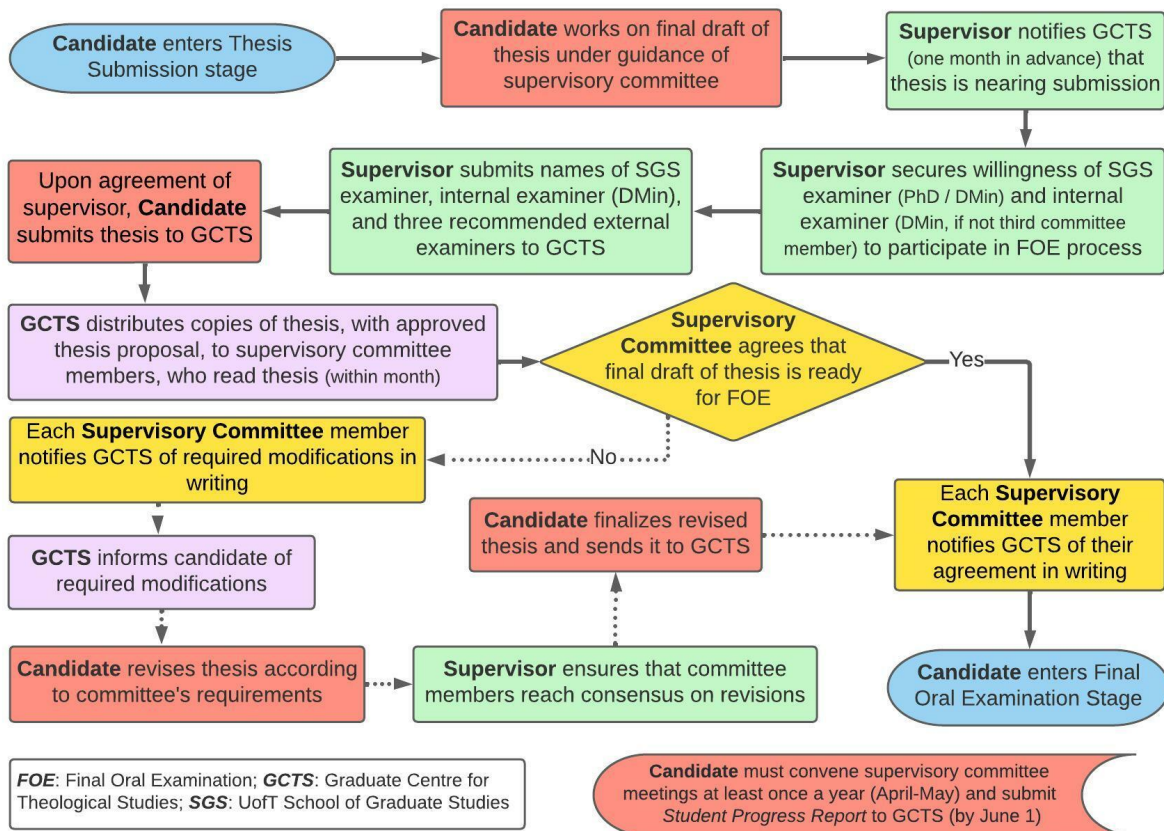 Candidate enters Thesis
Submission stage
Candidate works on final draft of
thesis under guidance of
supervisory committee
Supervisor notifies GCTS
(one month in advance) that
thesis is nearing submission
Supervisor secures willingness of SGS
examiner (PhD / DMin) and internal
examiner (DMin, if not third committee
member) to participate in FOE process
Supervisor submits names of SGS
examiner, internal examiner (DMin),
and three recommended external
examiners to GCTS
Upon agreement of
supervisor, Candidate
submits thesis to GCTS
GCTS distributes copies of thesis, with approved
thesis proposal, to supervisory committee
members, who read thesis (within month)
Supervisory
Committee agrees that
final draft of thesis is ready
for FOE
Yes
No
Each Supervisory Committee member
notifies GCTS of required modifications in
writing
GCTS informs candidate of
required modifications
Candidate revises thesis according
to committee's requirements
Supervisor ensures that committee
members reach consensus on revisions
Candidate finalizes revised
thesis and sends it to GCTS
Each Supervisory
Committee member
notifies GCTS of their
agreement in writing
Candidate enters Final
Oral Examination Stage
FOE: Final Oral Examination; GCTS: Graduate Centre for
Theological Studies; SGS: UofT School of Graduate Studies
Candidate must convene supervisory committee
meetings at least once a year (April-May) and submit
Student Progress Report to GCTS (by June 1)